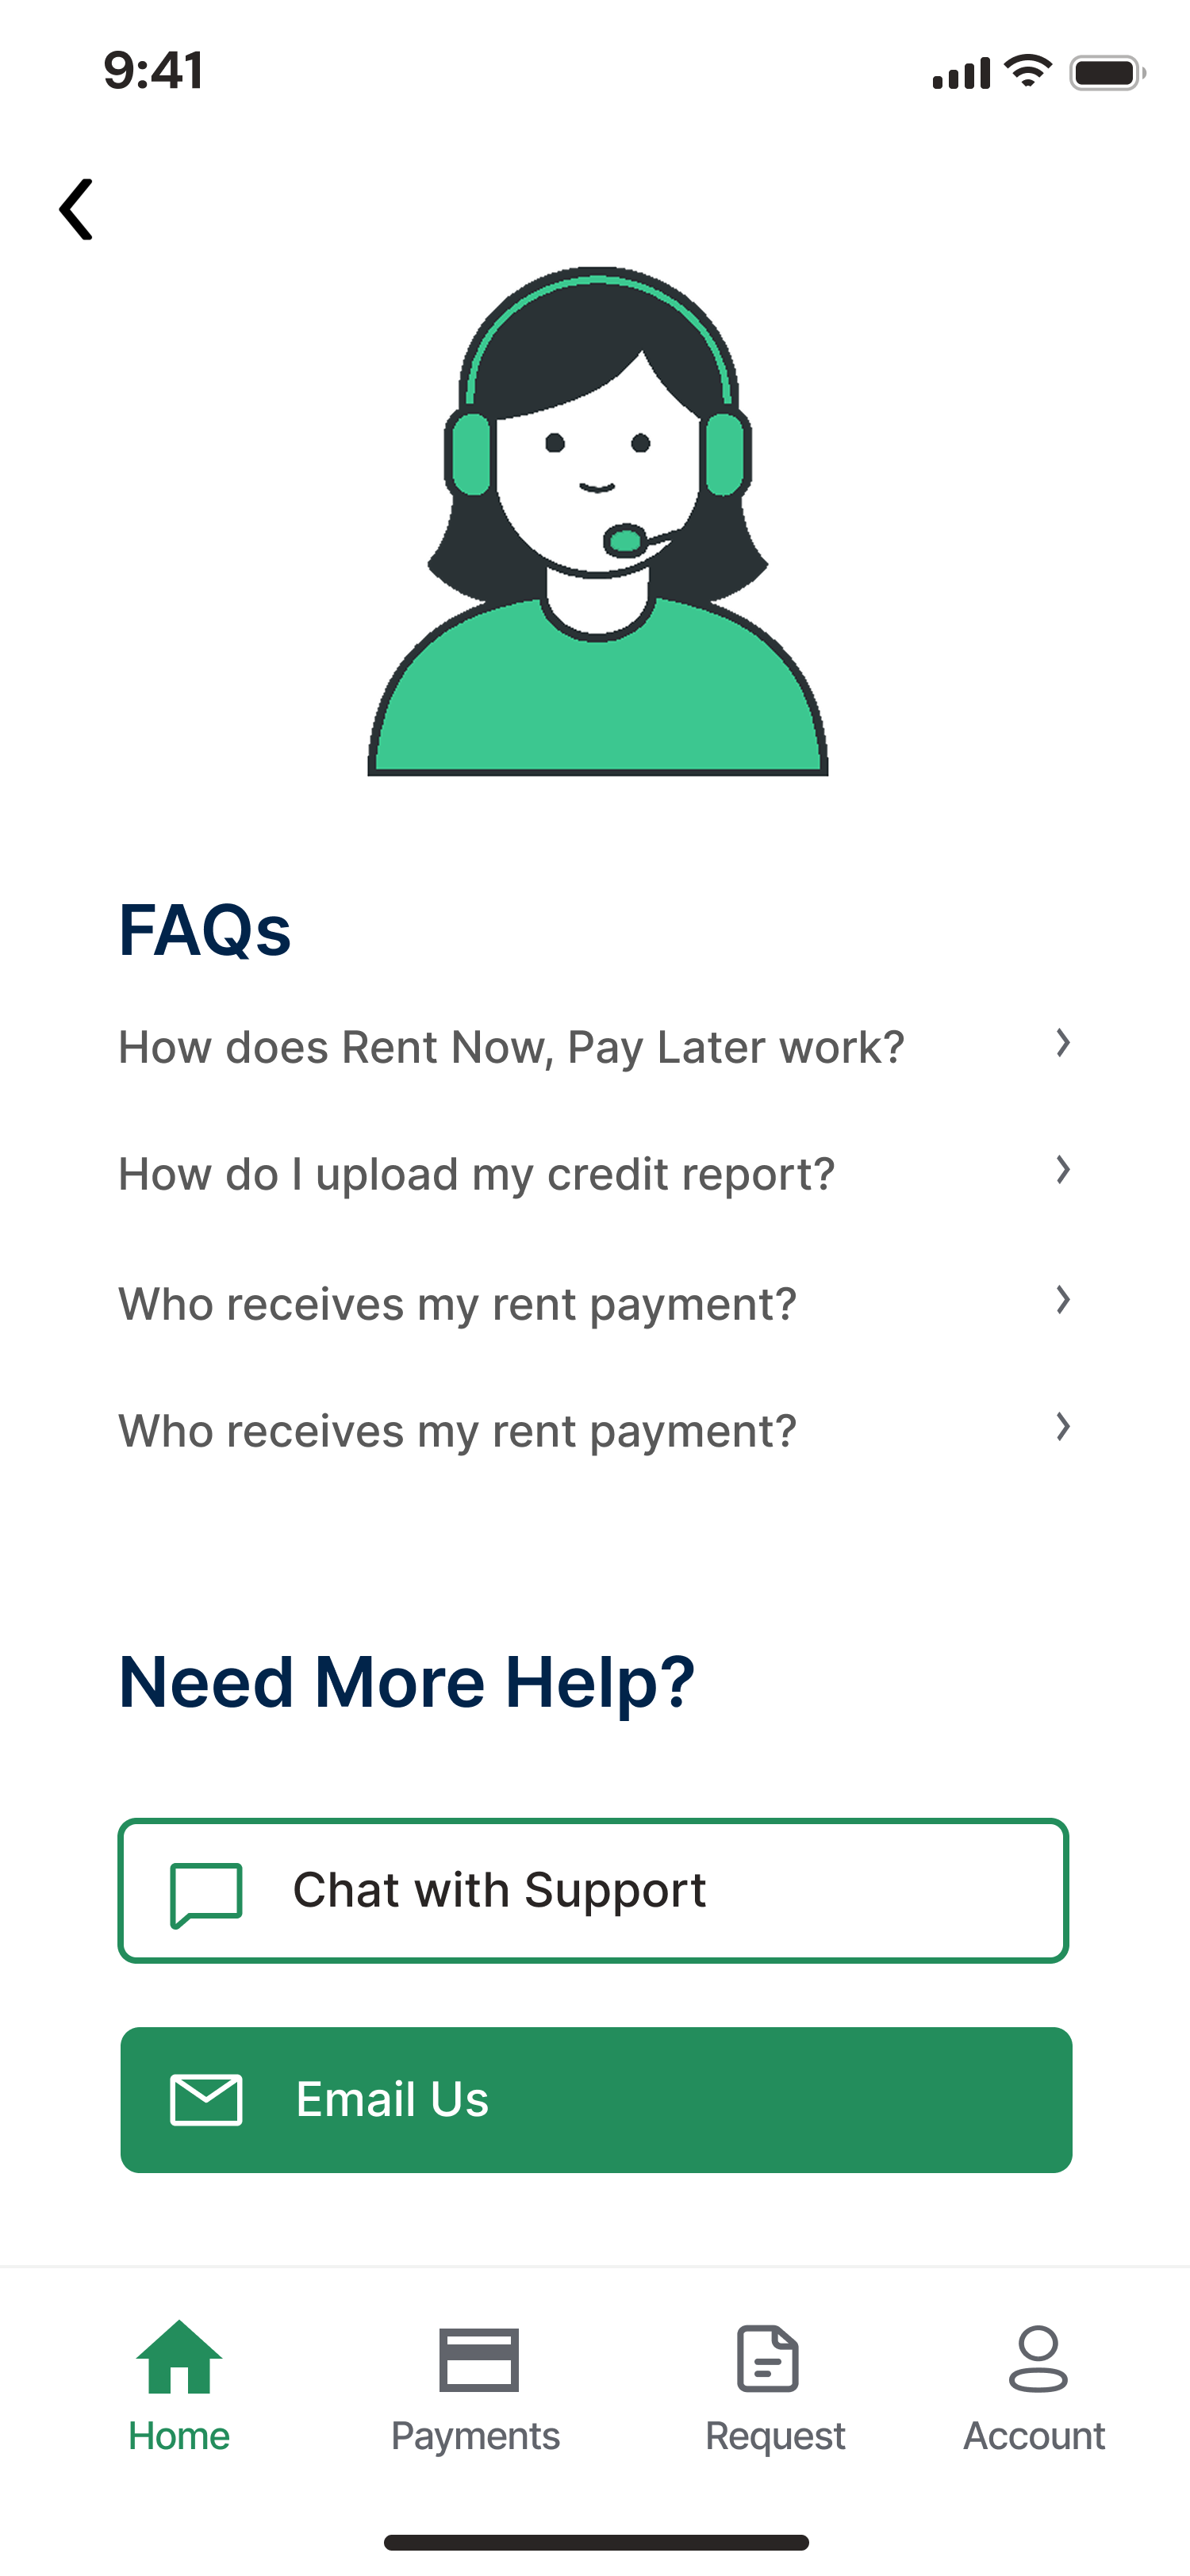 9:41
FAQs
How does Rent Now, Pay Later work?
How do I upload my credit report?
Who receives my rent payment?
Who receives my rent payment?
Need More Help?
Chat with Support
Email Us
Home
Payments
Request
Account